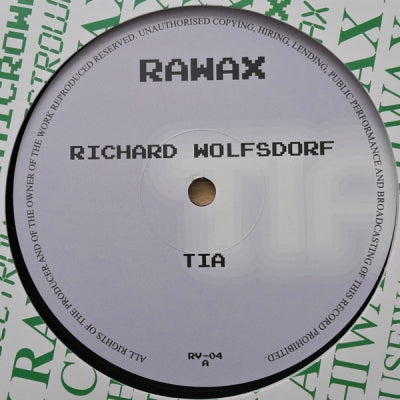 RAWAX
RICHARD WOLFSDORF
TIA
RV-04
A
ALL RIGHTS OF THE PRODUCER AND OF THE OWNER OF THE WORK REPRODUCED RESERVED. UNAUTHORISED COPYING, HIRING, LENDING, PUBLIC PERFORMANCE AND BROADCASTING OF THIS RECORD PROHIBITED.
TIA